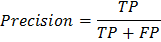 Precision = TP / (TP + FP)